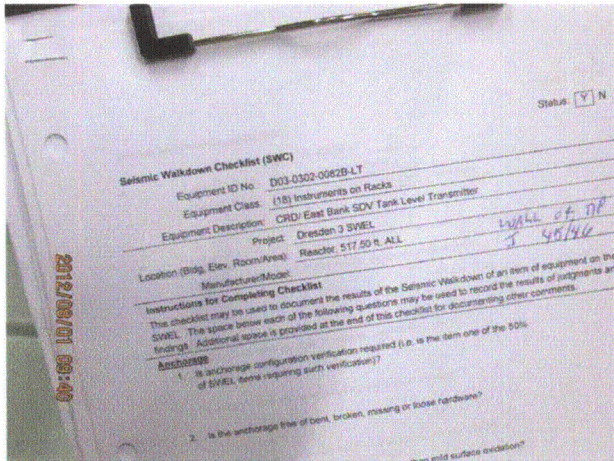 Status: Y N
Seismic Walkdown Checklist (SWC)
Equipment ID No. D03-0302-0082B-LT
Equipment Class: (18) Instruments on Racks
Equipment Description: CRD/ East Bank SDV Tank Level Transmitter
Project: Dresden 3 SWEL
Location (Bldg, Elev. Room/Area): Reactor, 517.50 ft, ALL
WALL OF
J 45/46
Manufacturer/Model:
Instructions for Completing Checklist
This checklist may be used to document the results of the Seismic Walkdown of an item of equipment on the
SWEL. The space below each of the following questions may be used to record the results of judgments and
findings. Additional space is provided at the end of this checklist for documenting other comments.
Anchorage
1. Is anchorage configuration verification required (i.e, is the item one of the 50%
of SWEL items requiring such verification)?
2. Is the anchorage free of bent, broken, missing or loose hardware?
mild surface oxidation?
2012/08/01 09:40